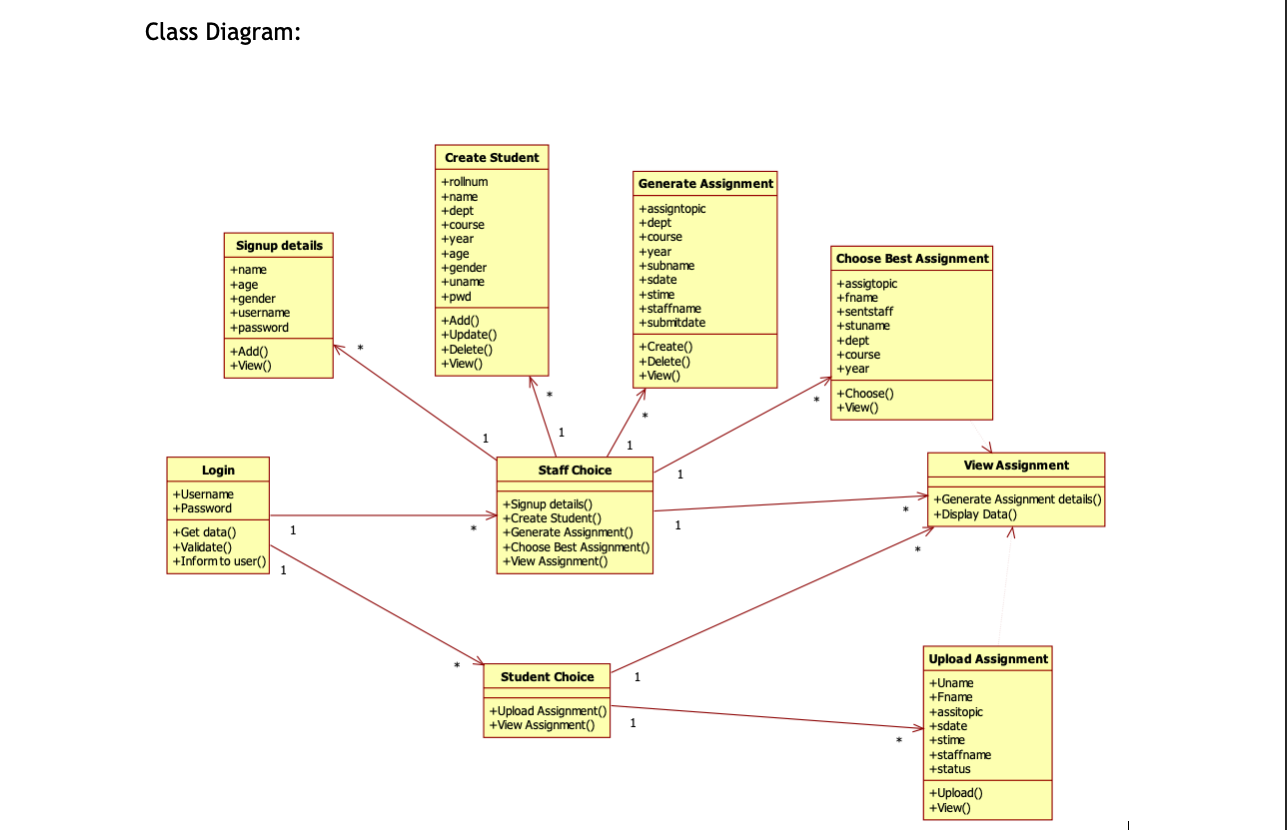 Class Diagram:
Create Student
+rollnum
+name
+dept
+course
+year
+age
+gender
+uname
+pwd
+Add()
+Update()
+Delete()
+View()
Generate Assignment
+assigntopic
+dept
+course
+year
+subname
+sdate
+stime
+staffname
+submitdate
+Create()
+Delete()
+View()
Signup details
+name
+age
+gender
+username
+password
+Add()
+View()
Choose Best Assignment
+assigtopic
+fname
+sentstaff
+stuname
+dept
+course
+year
+Choose()
+View()
*
*
*
*
1
1
1
1
Login
+Username
+Password
+Get data()
+Validate()
+Inform to user()
1
*
1
*
Staff Choice
+Signup details()
+Create Student()
+Generate Assignment()
+Choose Best Assignment()
+View Assignment()
1
*
View Assignment
+Generate Assignment details()
+Display Data()
*
Student Choice
+Upload Assignment()
+View Assignment()
1
1
*
Upload Assignment
+Uname
+Fname
+assitopic
+sdate
+stime
+staffname
+status
+Upload()
+View()